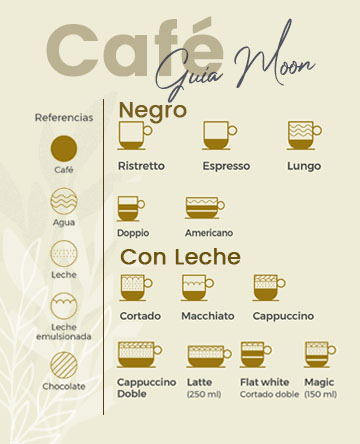 Café
Guía Moon
Referencias
Café
Agua
Leche
Leche
emulsionada
Chocolate
Negro
Ristretto
Espresso
Lungo
Doppio
Americano
Con Leche
Cortado
Macchiato
Cappuccino
Cappuccino
Doble
Latte
(250 ml)
Flat white
Cortado doble
Magic
(150 ml)